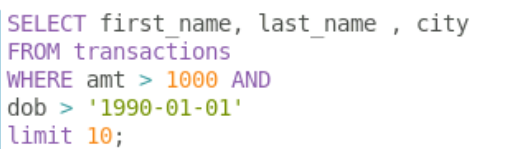 SELECT first_name, last_name , city
FROM transactions
WHERE amt > 1000 AND
dob > '1990-01-01'
limit 10;